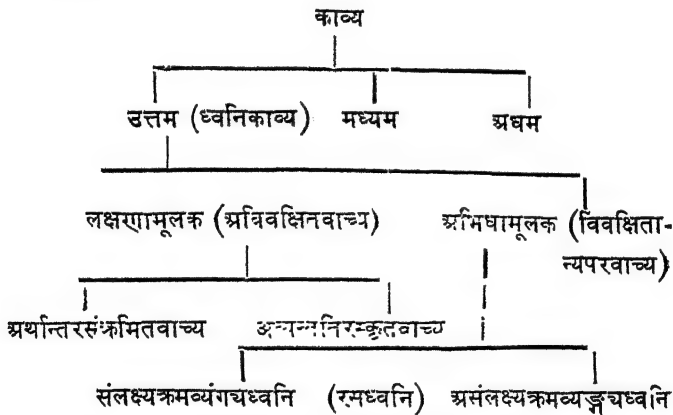 काव्य
उत्तम (ध्वनिकाव्य) मध्यम अधम
लक्षणामूलक (अविवक्षितवाच्य) अभिधामूलक (विवक्षिता-
न्यपरवाच्य)
अर्थान्तरसंक्रमितवाच्य अत्यन्ततिरस्कृतवाच्य
संलक्ष्यक्रमव्यंग्यध्वनि (रसध्वनि) असंलक्ष्यक्रमव्यङ्ग्यध्वनि